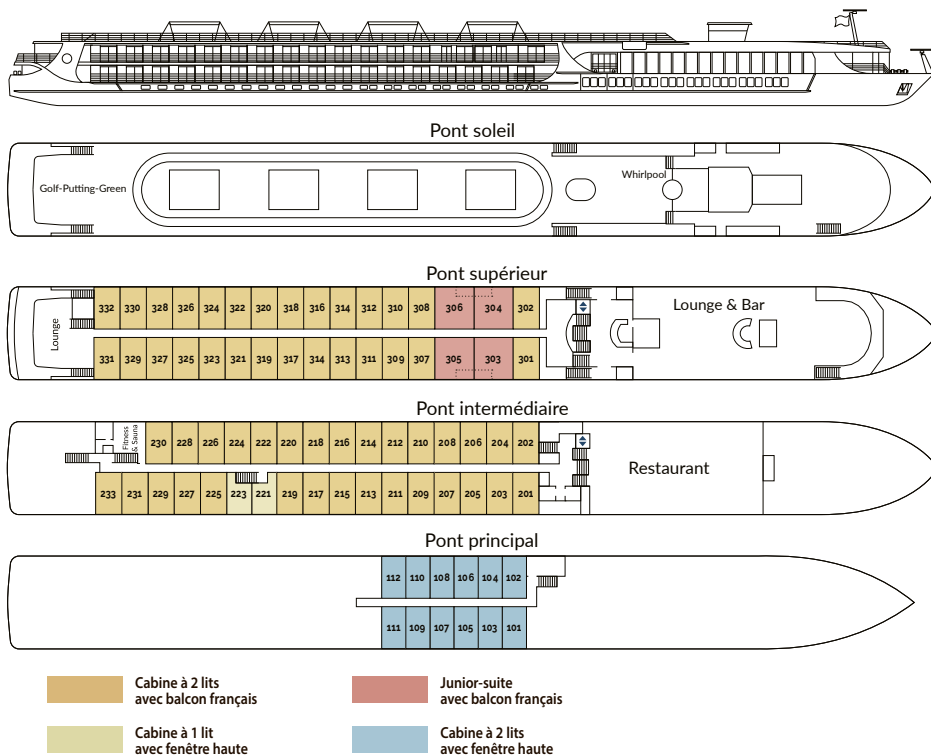 Pont soleil
Golf-Putting-Green
Whirlpool
Pont supérieur
332 330 328 326 324 322 320 318 316 314 312 310 308 306 304 302
Lounge
Lounge & Bar
331 329 327 325 323 321 319 317 314 313 311 309 307 305 303 301
Pont intermédiaire
Fitness
& Sauna
230 228 226 224 222 220 218 216 214 212 210 208 206 204 202
Restaurant
233 231 229 227 225 223 221 219 217 215 213 211 209 207 205 203 201
Pont principal
112 110 108 106 104 102
111 109 107 105 103 101
Cabine à 2 lits
avec balcon français
Junior-suite
avec balcon français
Cabine à 1 lit
avec fenêtre haute
Cabine à 2 lits
avec fenêtre haute